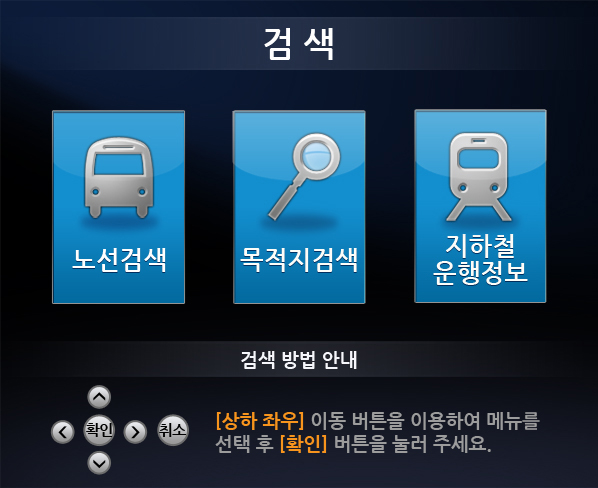 검 색
노선검색
목적지검색
지하철
운행정보
검색 방법 안내
확인
취소
[상하 좌우] 이동 버튼을 이용하여 메뉴를
선택 후 [확인] 버튼을 눌러 주세요.